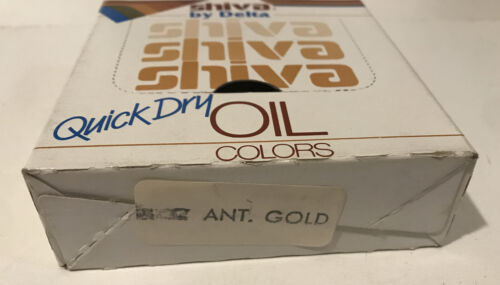 shiva
by Delta
shiva
shiva
shiva
Quick Dry OIL
COLORS
ANT. GOLD